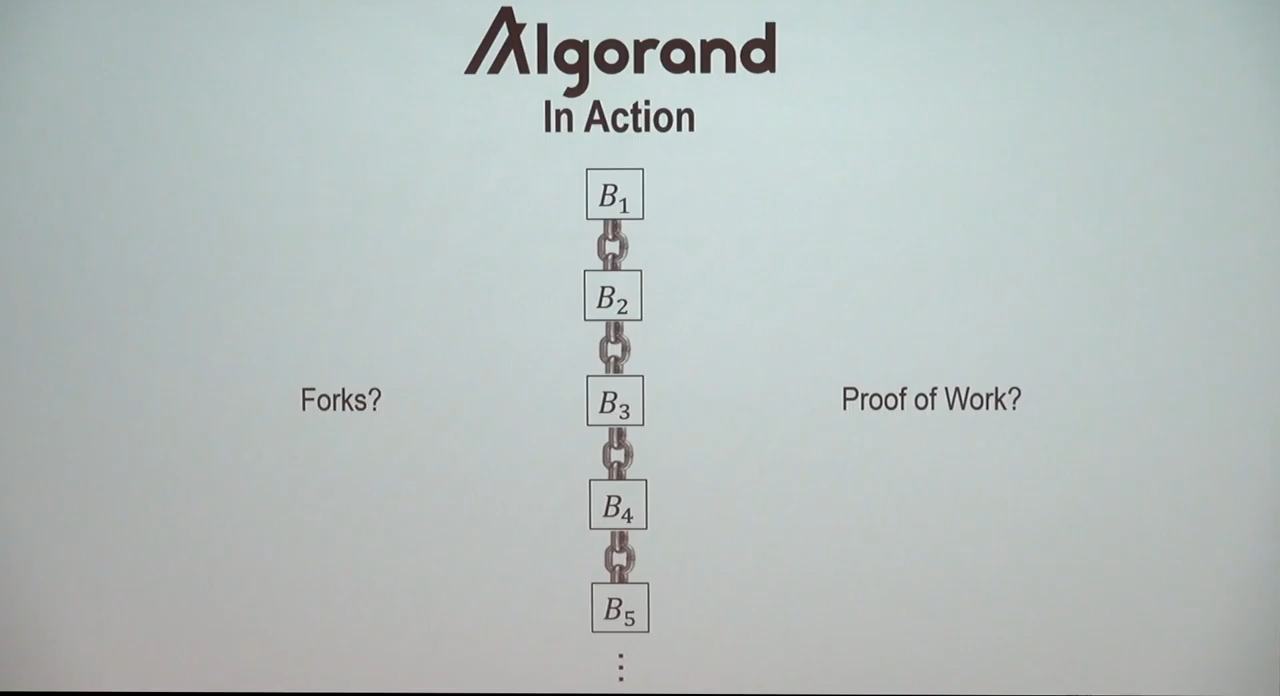 Algorand
In Action
B₁
B₂
Forks?
B₃
Proof of Work?
B₄
B₅
⋮